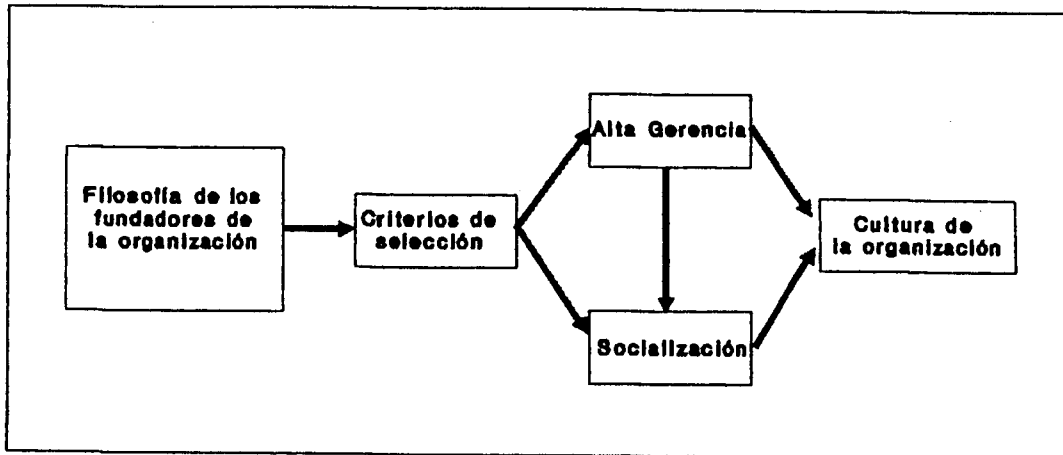 Filosofía de los
fundadores de
la organización
Criterios de
selección
Alta Gerencia
Socialización
Cultura de
la organización